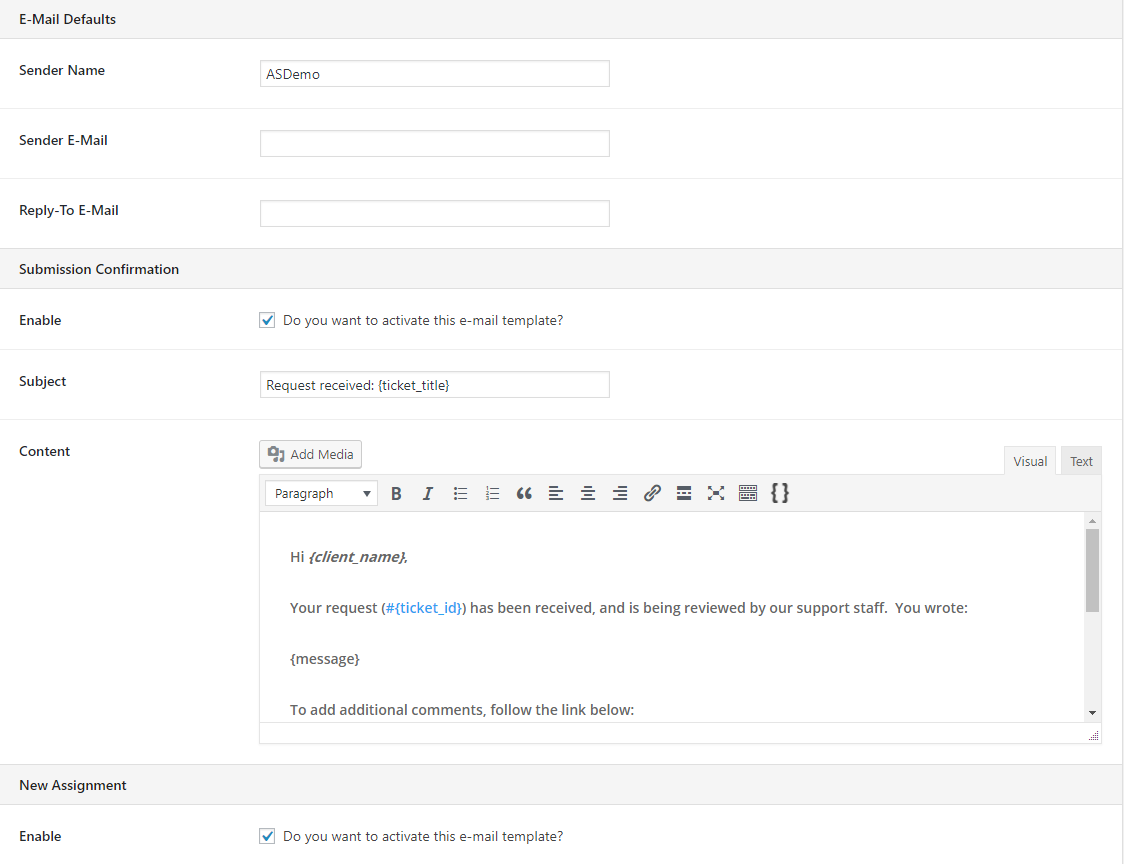 E-Mail Defaults
Sender Name
ASDemo
Sender E-Mail
Reply-To E-Mail
Submission Confirmation
Enable
Do you want to activate this e-mail template?
Subject
Request received: {ticket_title}
Content
Add Media
Visual
Text
Paragraph
B I
Hi {client_name},
Your request (#{ticket_id}) has been received, and is being reviewed by our support staff.  You wrote:
{message}
To add additional comments, follow the link below:
New Assignment
Enable
Do you want to activate this e-mail template?